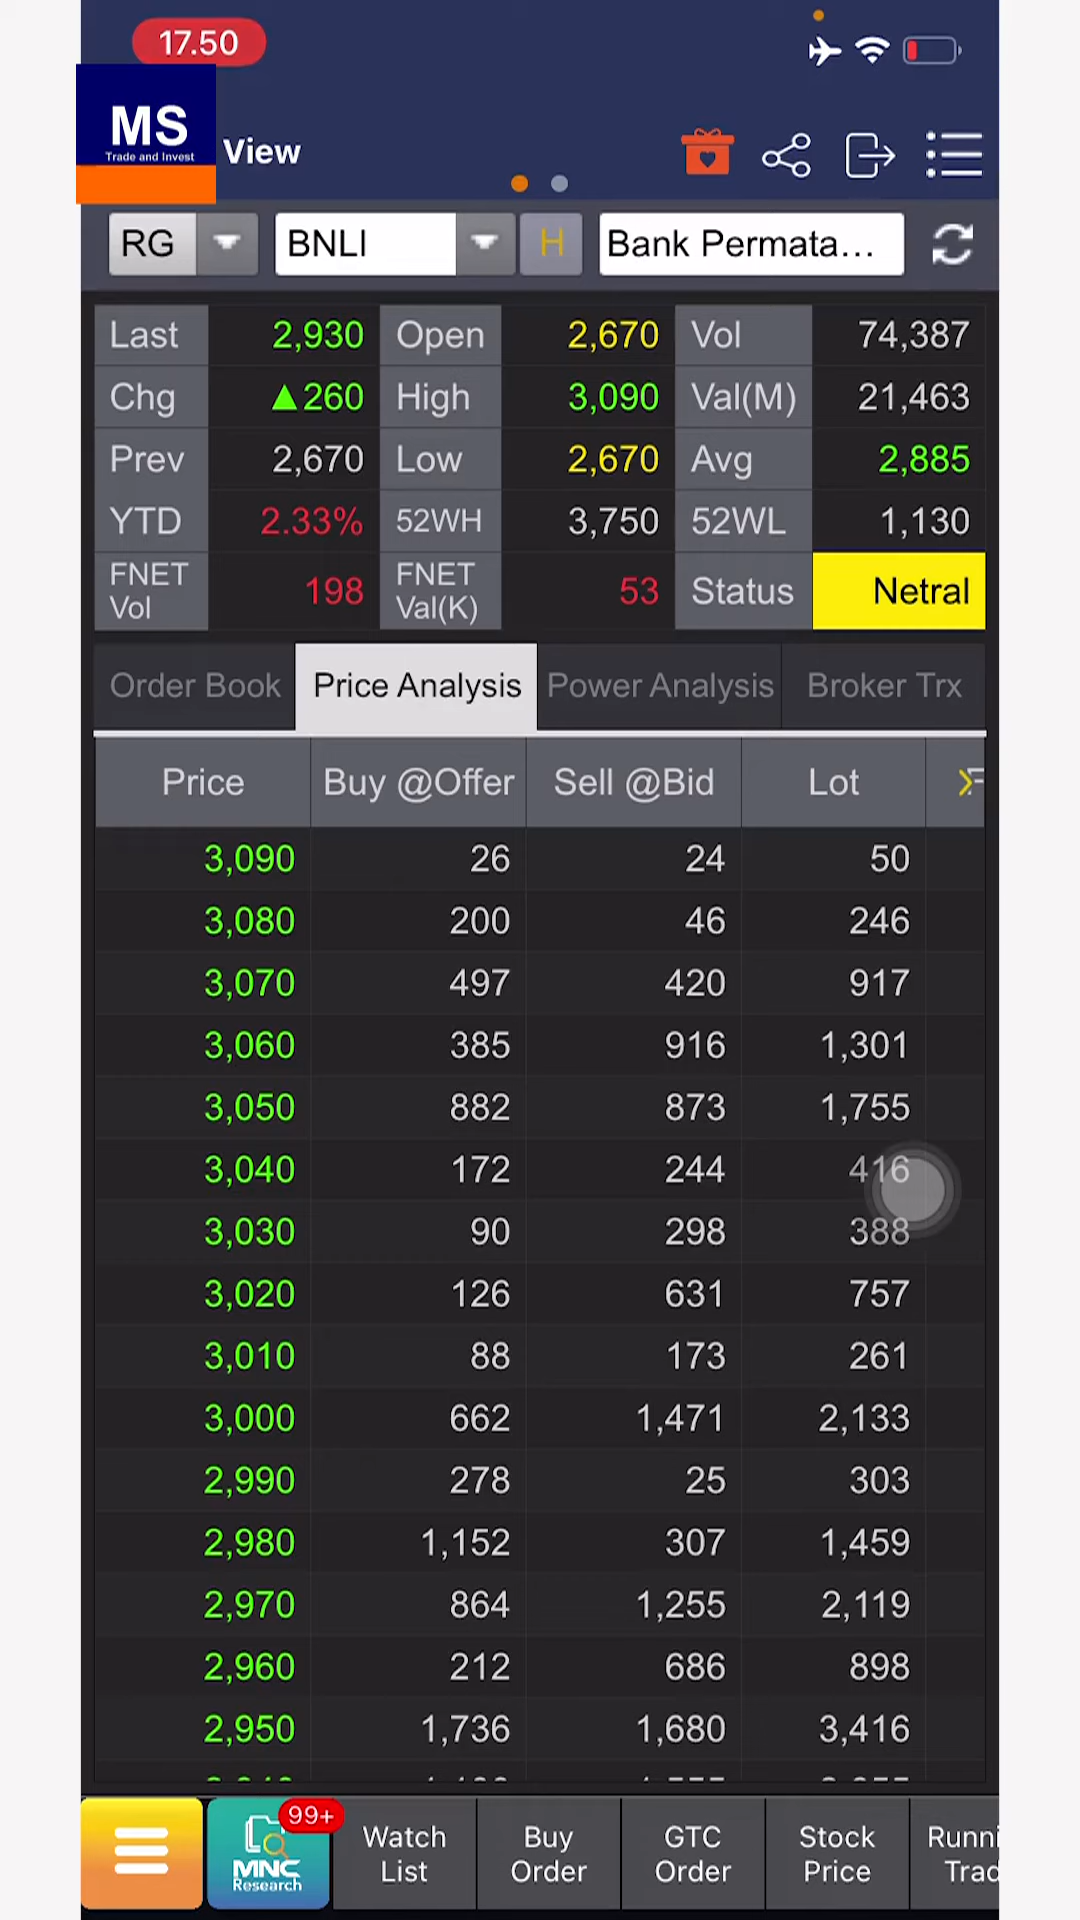 17.50
MS
Trade and Invest
View
RG BNLI H Bank Permata...
Last 2,930 Open 2,670 Vol 74,387
Chg ▲260 High 3,090 Val(M) 21,463
Prev 2,670 Low 2,670 Avg 2,885
YTD 2.33% 52WH 3,750 52WL 1,130
FNET Vol 198 FNET Val(K) 53 Status Netral
Order Book Price Analysis Power Analysis Broker Trx
Price Buy @Offer Sell @Bid Lot
3,090 26 24 50
3,080 200 46 246
3,070 497 420 917
3,060 385 916 1,301
3,050 882 873 1,755
3,040 172 244 416
3,030 90 298 388
3,020 126 631 757
3,010 88 173 261
3,000 662 1,471 2,133
2,990 278 25 303
2,980 1,152 307 1,459
2,970 864 1,255 2,119
2,960 212 686 898
2,950 1,736 1,680 3,416
99+
MNC
Research
Watch List
Buy Order
GTC Order
Stock Price
Runni
Trad